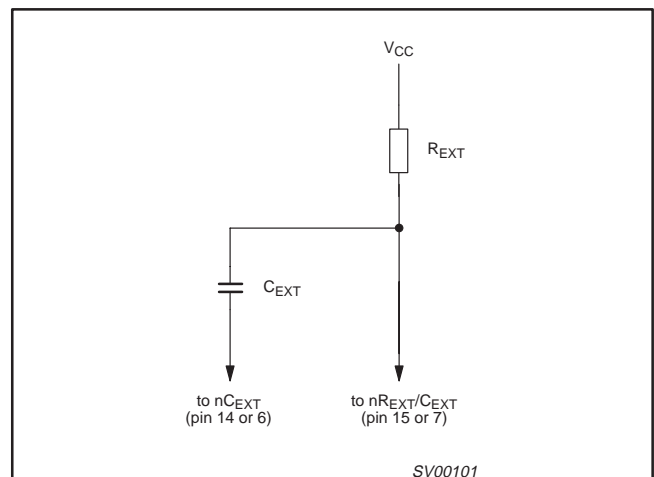 VCC
REXT
CEXT
to nCEXT
(pin 14 or 6)
to nREXT/CEXT
(pin 15 or 7)
SV00101